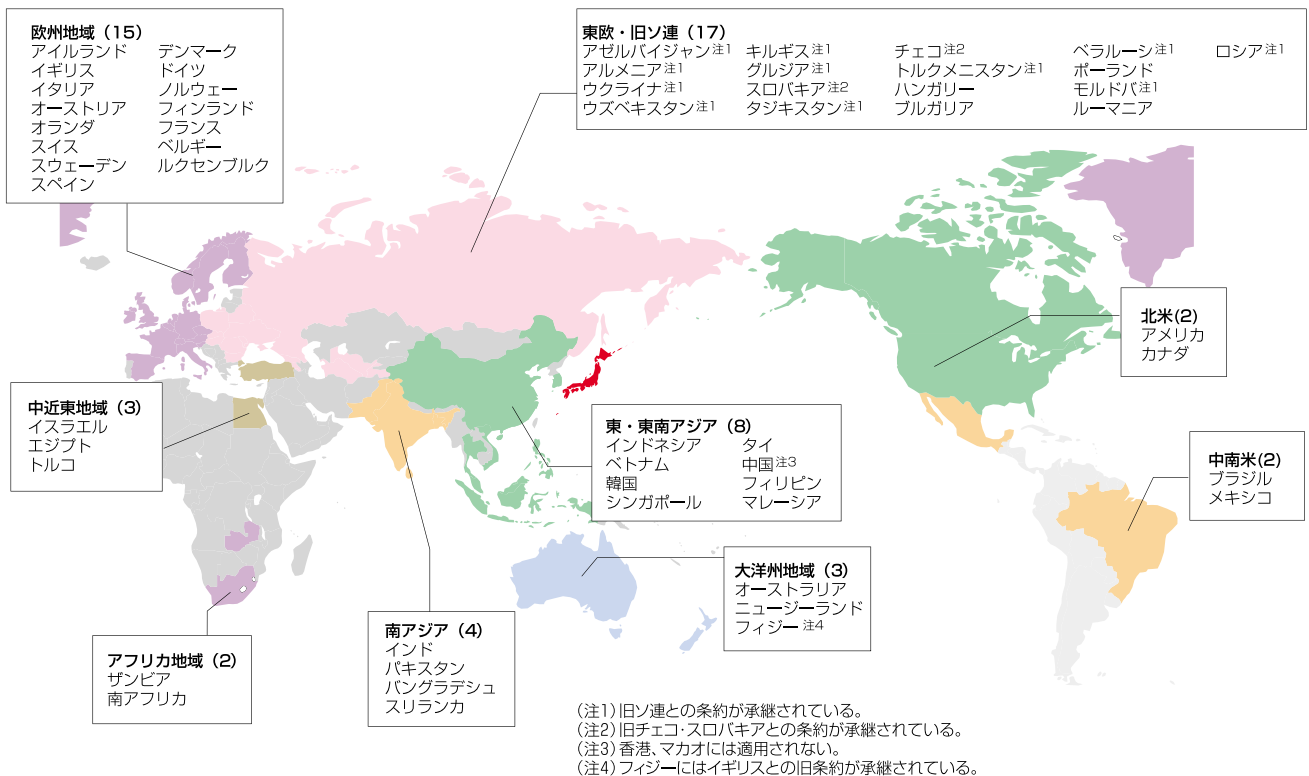 欧州地域（15）
アイルランド　デンマーク
イギリス　ドイツ
イタリア　ノルウェー
オーストリア　フィンランド
オランダ　フランス
スイス　ベルギー
スウェーデン　ルクセンブルク
スペイン
東欧・旧ソ連（17）
アゼルバイジャン注1　キルギス注1　チェコ注2　ベラルーシ注1　ロシア注1
アルメニア注1　グルジア注1　トルクメニスタン注1　ポーランド
ウクライナ注1　スロバキア注2　ハンガリー　モルドバ注1
ウズベキスタン注1　タジキスタン注1　ブルガリア　ルーマニア
北米(2)
アメリカ
カナダ
中近東地域（3）
イスラエル
エジプト
トルコ
東・東南アジア（8）
インドネシア　タイ
ベトナム　中国注3
韓国　フィリピン
シンガポール　マレーシア
中南米(2)
ブラジル
メキシコ
大洋州地域（3）
オーストラリア
ニュージーランド
フィジー注4
南アジア（4）
インド
パキスタン
バングラデシュ
スリランカ
アフリカ地域（2）
ザンビア
南アフリカ
（注1）旧ソ連との条約が承継されている。
（注2）旧チェコ・スロバキアとの条約が承継されている。
（注3）香港、マカオには適用されない。
（注4）フィジーにはイギリスとの旧条約が承継されている。